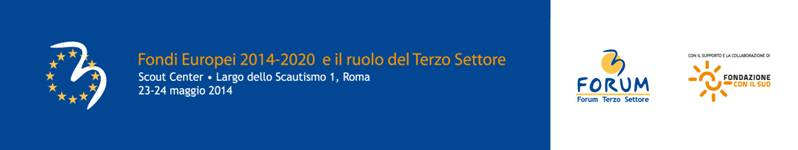 Fondi Europei 2014-2020 e il ruolo del Terzo Settore
Scout Center • Largo dello Scautismo 1, Roma
23-24 maggio 2014
FORUM
Forum Terzo Settore
CON IL SUPPORTO E LA COLLABORAZIONE DI
FONDAZIONE
CON IL SUD